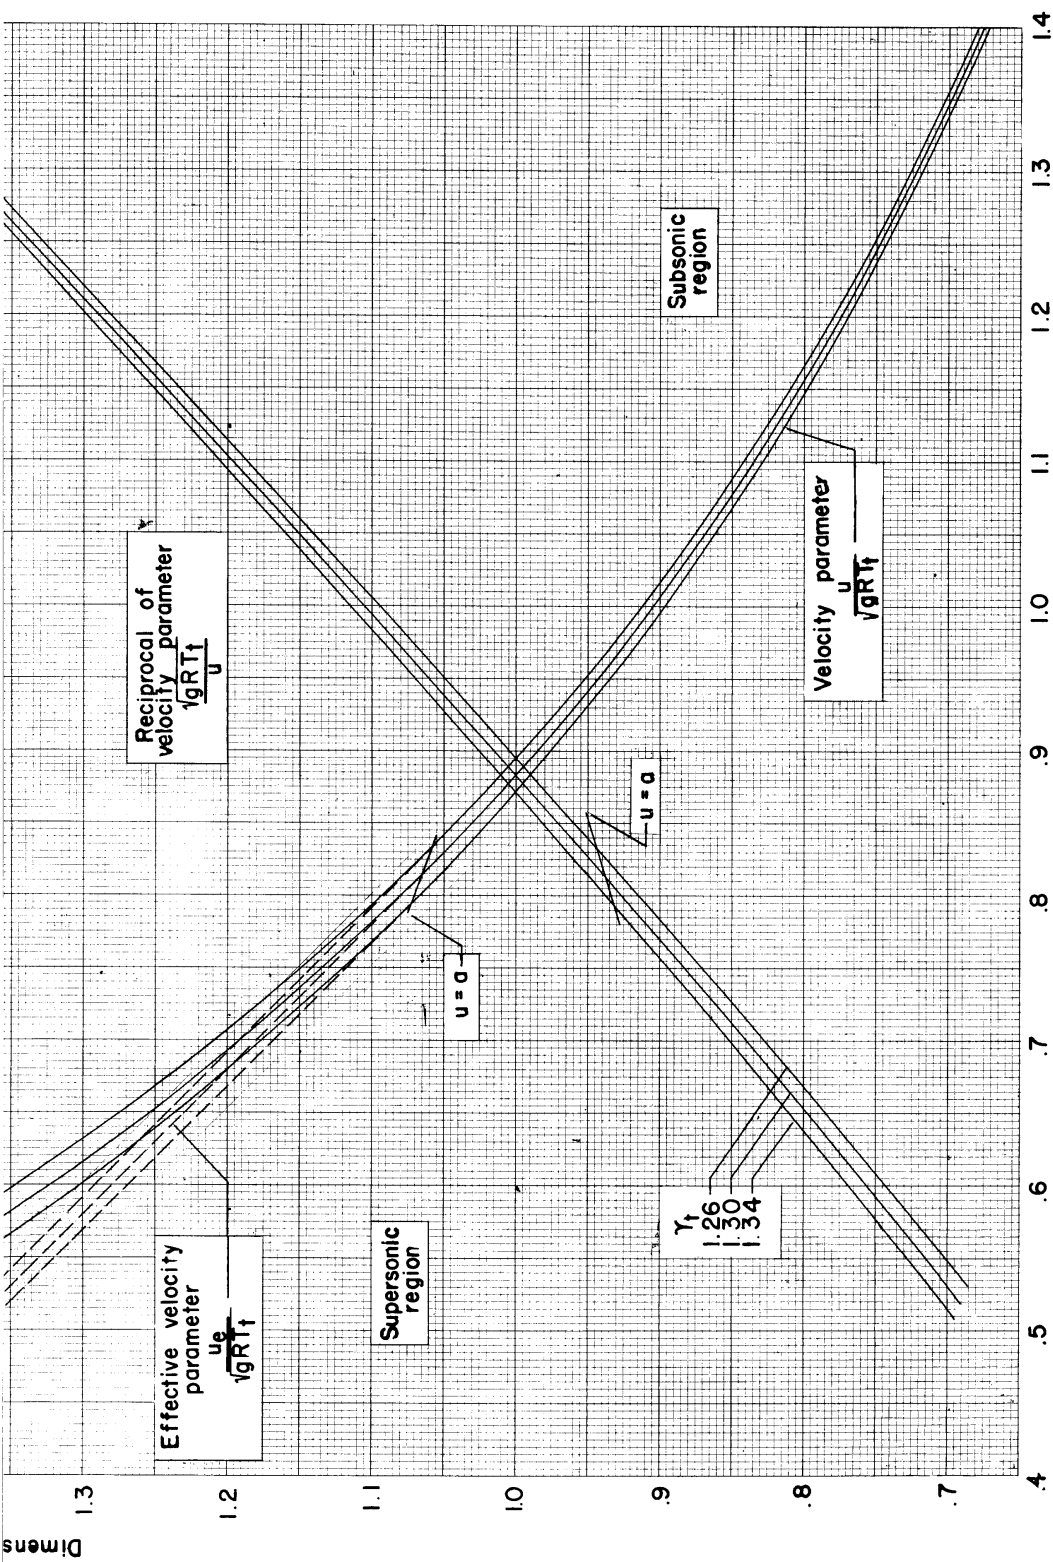 Dimens
1.3
1.2
1.1
1.0
.9
.8
.7
.4
.5
.6
.7
.8
.9
1.0
1.1
1.2
1.3
1.4
Reciprocal of
velocity parameter
√gRTt
u
Subsonic
region
Velocity parameter
u
√gRTt
u = a
u = a
Effective velocity
parameter
ue
√gRTt
Supersonic
region
γt
1.26
1.30
1.34